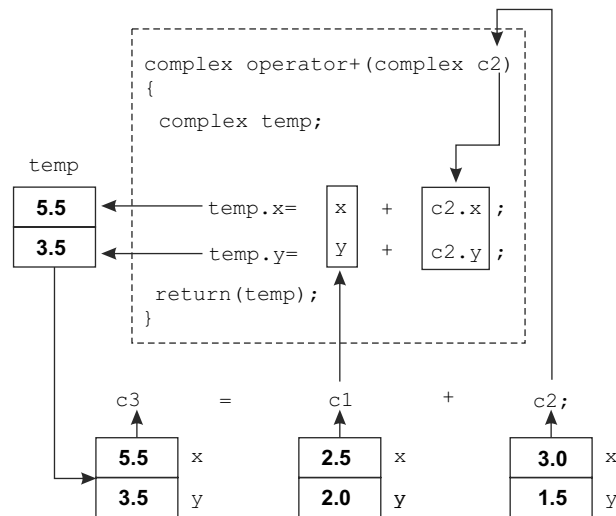 complex operator+(complex c2)
{
complex temp;
temp
5.5
temp.x= x + c2.x ;
3.5
temp.y= y + c2.y ;
return(temp);
}
c3 = c1 + c2;
5.5 x 2.5 x 3.0 x
3.5 y 2.0 y 1.5 y